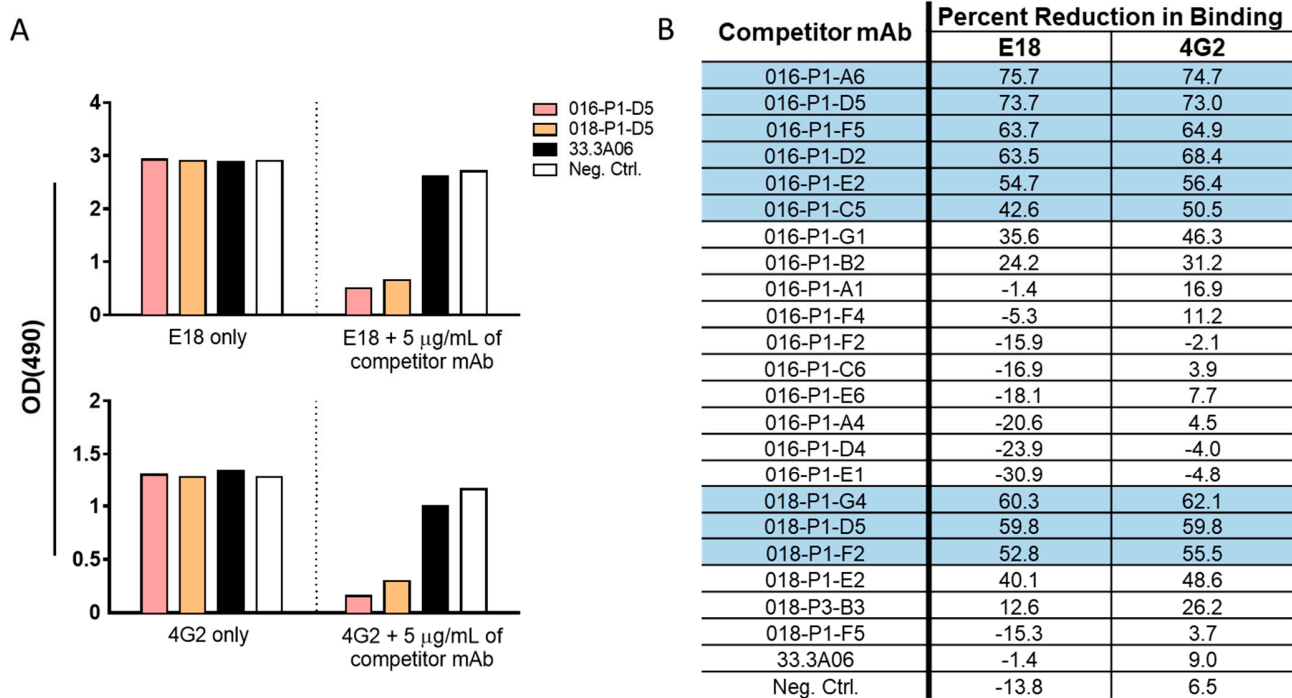 A
4
3
2
1
0
E18 only
E18 + 5 μg/mL of
competitor mAb
016-P1-D5
018-P1-D5
33.3A06
Neg. Ctrl.
OD(490)
2
1.5
1
0.5
0
4G2 only
4G2 + 5 μg/mL of
competitor mAb
B
Competitor mAb Percent Reduction in Binding
E18 4G2
016-P1-A6 75.7 74.7
016-P1-D5 73.7 73.0
016-P1-F5 63.7 64.9
016-P1-D2 63.5 68.4
016-P1-E2 54.7 56.4
016-P1-C5 42.6 50.5
016-P1-G1 35.6 46.3
016-P1-B2 24.2 31.2
016-P1-A1 -1.4 16.9
016-P1-F4 -5.3 11.2
016-P1-F2 -15.9 -2.1
016-P1-C6 -16.9 3.9
016-P1-E6 -18.1 7.7
016-P1-A4 -20.6 4.5
016-P1-D4 -23.9 -4.0
016-P1-E1 -30.9 -4.8
018-P1-G4 60.3 62.1
018-P1-D5 59.8 59.8
018-P1-F2 52.8 55.5
018-P1-E2 40.1 48.6
018-P3-B3 12.6 26.2
018-P1-F5 -15.3 3.7
33.3A06 -1.4 9.0
Neg. Ctrl. -13.8 6.5